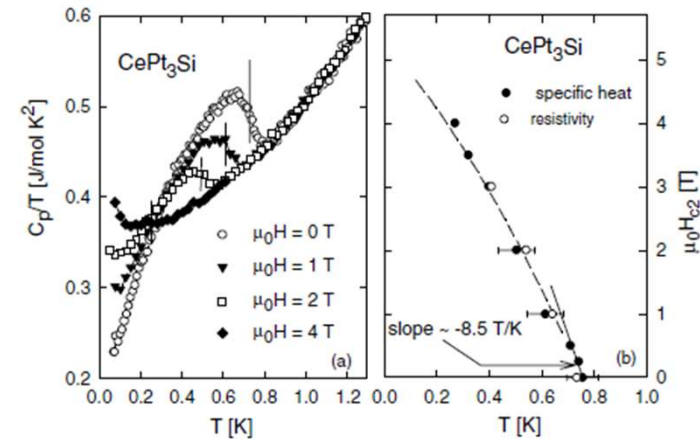 CePt3Si
Cp/T [J/mol K2]
0.6
0.5
0.4
0.3
0.2
μ0H = 0 T
μ0H = 1 T
μ0H = 2 T
μ0H = 4 T
(a)
0.0 0.2 0.4 0.6 0.8 1.0 1.2
T [K]
CePt3Si
specific heat
resistivity
slope ~ -8.5 T/K
(b)
5
4
3
2
1
0
μ0Hc2 [T]
0.0 0.2 0.4 0.6 0.8 1.0
T [K]